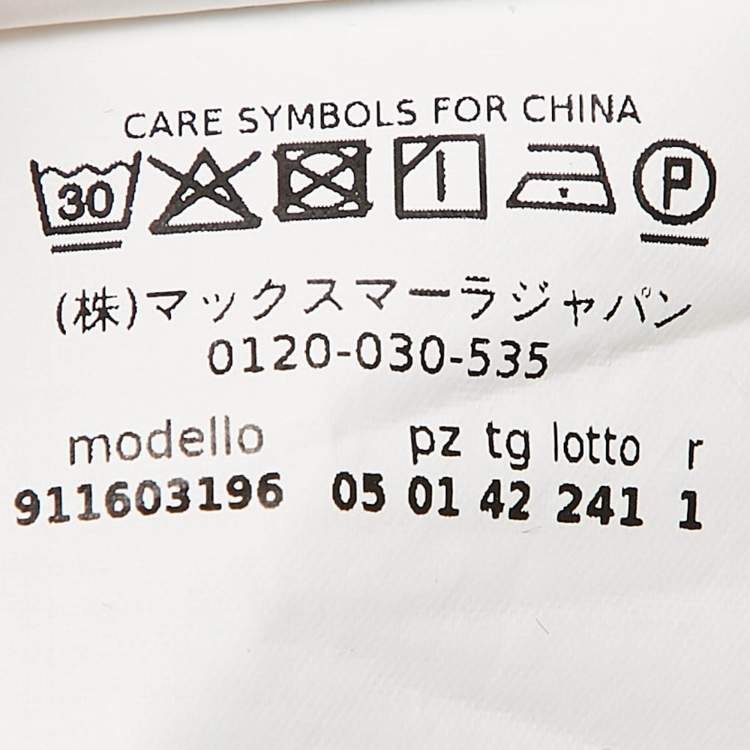 CARE SYMBOLS FOR CHINA
30 P
(株)マックスマーラジャパン
0120-030-535
modello pz tg lotto r
911603196 05 01 42 241 1